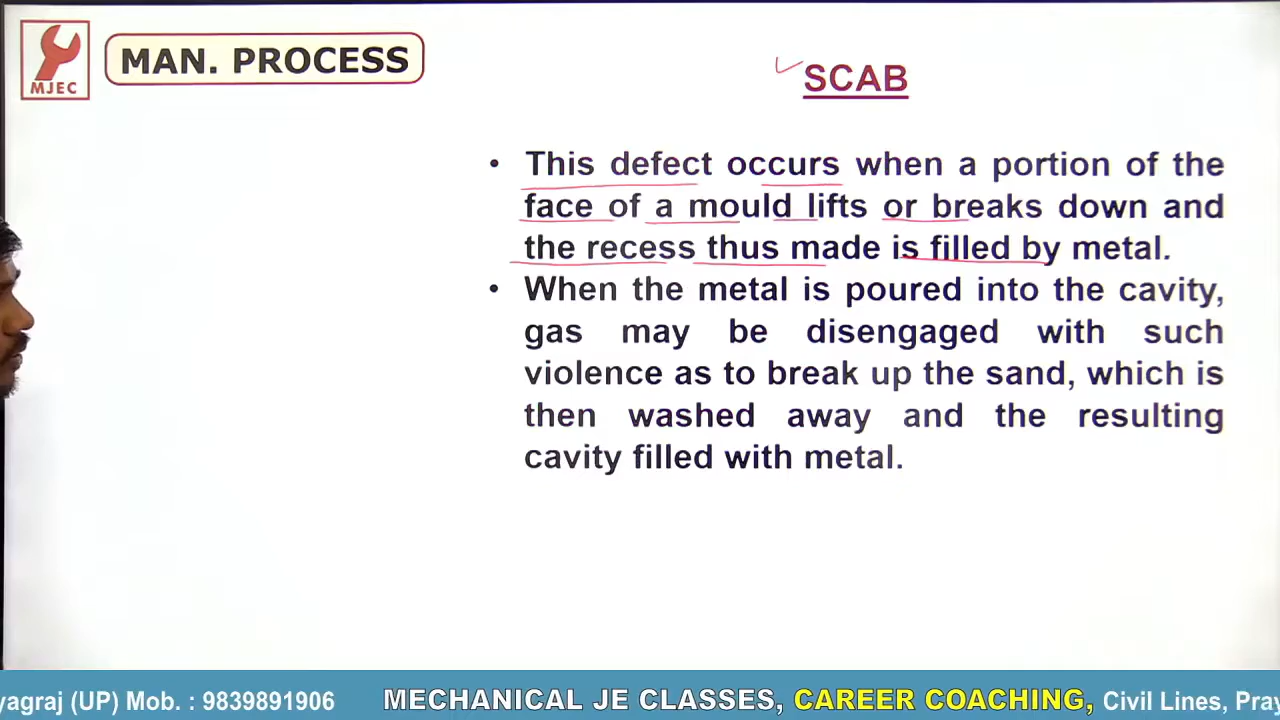 MJEC
MAN. PROCESS
SCAB
• This defect occurs when a portion of the
face of a mould lifts or breaks down and
the recess thus made is filled by metal.
• When the metal is poured into the cavity,
gas may be disengaged with such
violence as to break up the sand, which is
then washed away and the resulting
cavity filled with metal.
yagraj (UP) Mob. : 9839891906 MECHANICAL JE CLASSES, CAREER COACHING, Civil Lines, Pray